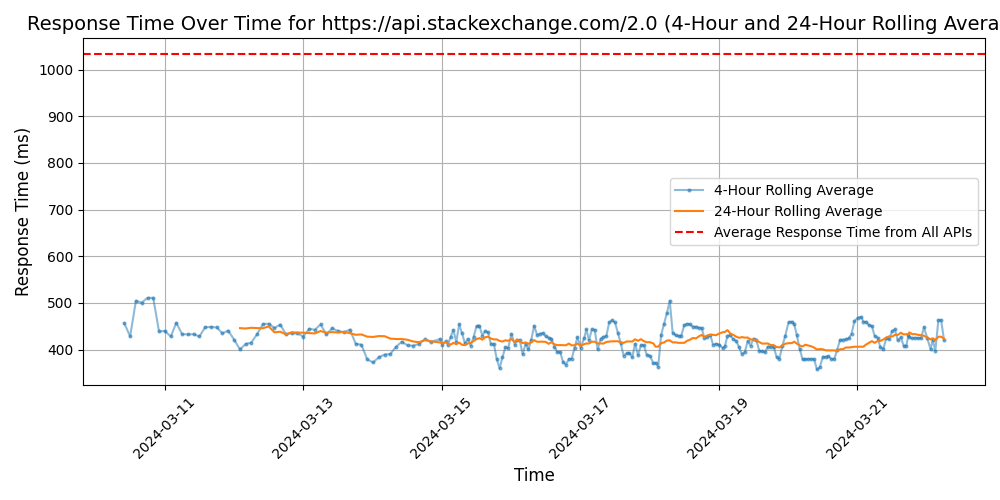 Response Time Over Time for https://api.stackexchange.com/2.0 (4-Hour and 24-Hour Rolling Avera
Response Time (ms)
1000
900
800
700
600
500
400
4-Hour Rolling Average
24-Hour Rolling Average
Average Response Time from All APIs
2024-03-11
2024-03-13
2024-03-15
2024-03-17
2024-03-19
2024-03-21
Time